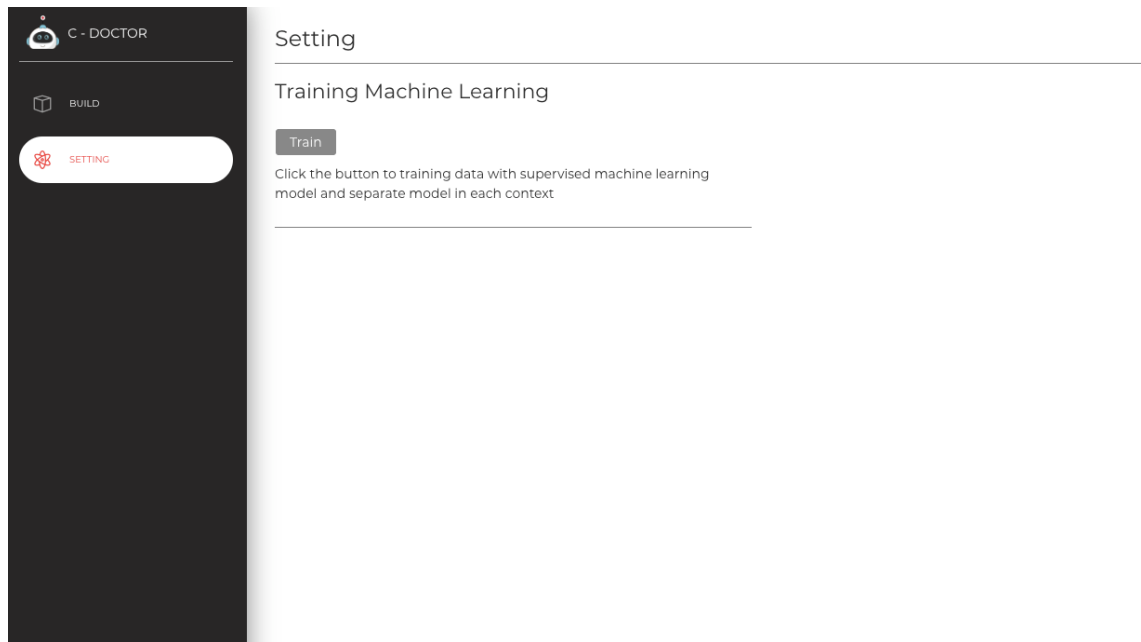 C - DOCTOR
BUILD
SETTING
Setting
Training Machine Learning
Train
Click the button to training data with supervised machine learning
model and separate model in each context